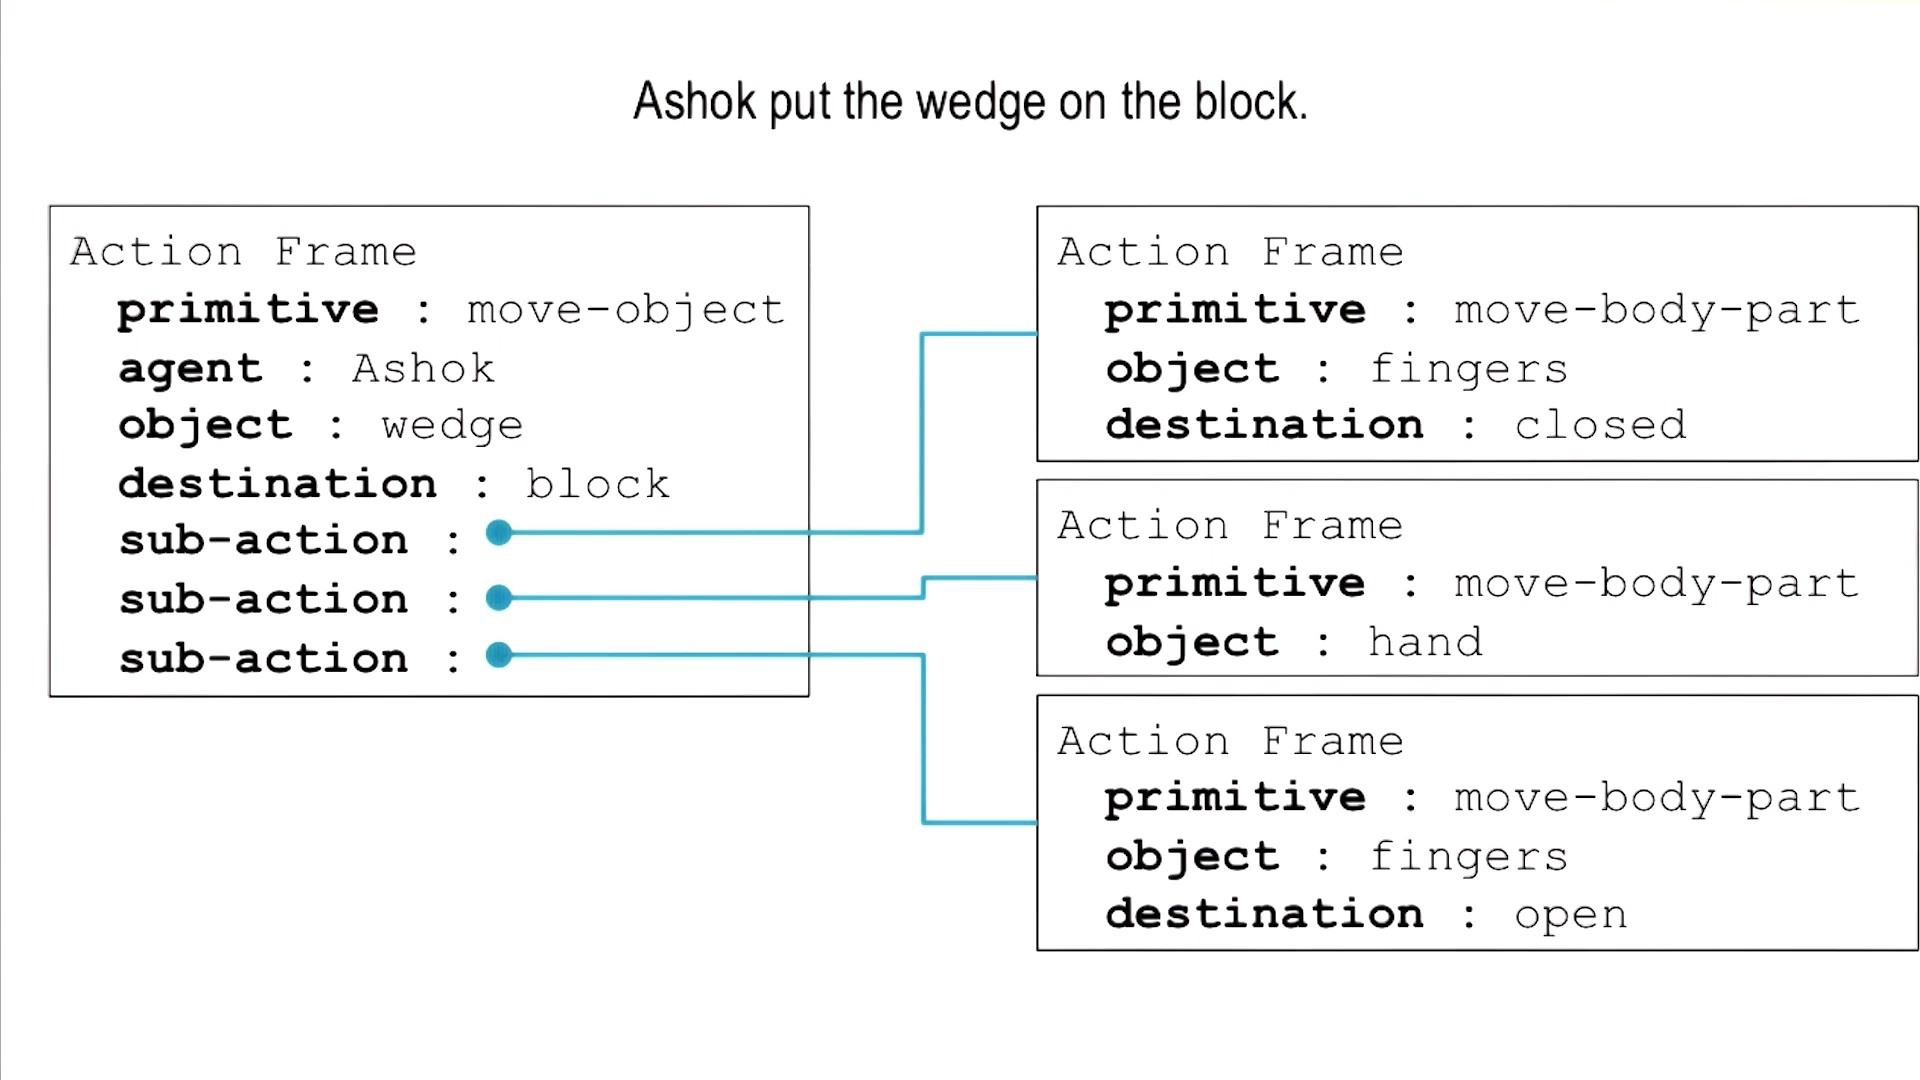 Ashok put the wedge on the block.
Action Frame
primitive : move-object
agent : Ashok
object : wedge
destination : block
sub-action :
sub-action :
sub-action :
Action Frame
primitive : move-body-part
object : fingers
destination : closed
Action Frame
primitive : move-body-part
object : hand
Action Frame
primitive : move-body-part
object : fingers
destination : open